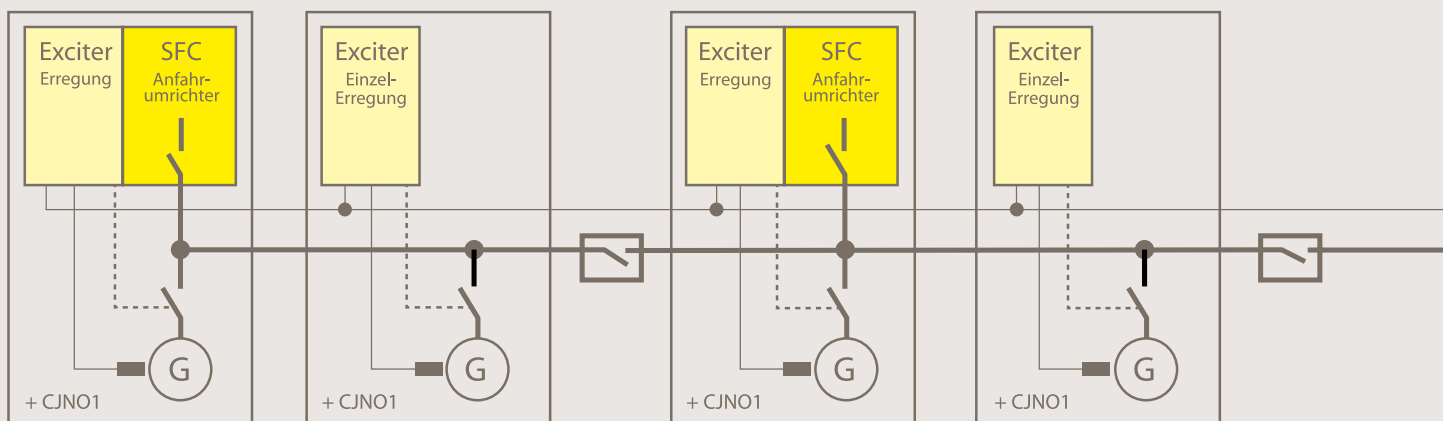 Exciter
Erregung
SFC
Anfahr-
umrichter
G
+ CJNO1
Exciter
Einzel-
Erregung
G
+ CJNO1
Exciter
Erregung
SFC
Anfahr-
umrichter
G
+ CJNO1
Exciter
Einzel-
Erregung
G
+ CJNO1